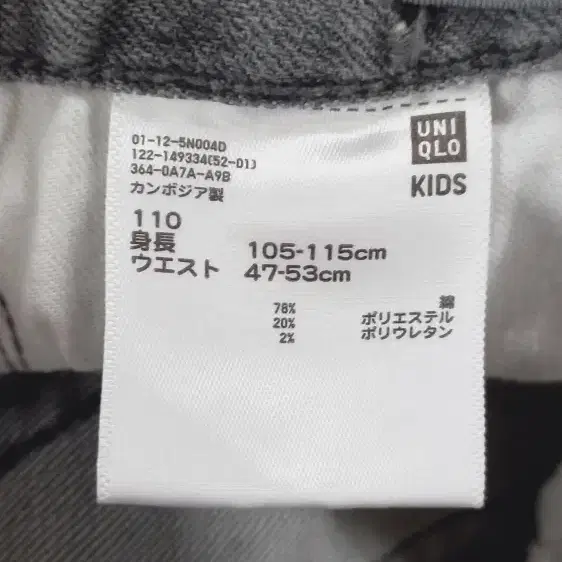 UNI
QLO
KIDS
01-12-5N004D
122-149334(52-01)
364-0A7A-A9B
カンボジア製
110
身長 105-115cm
ウエスト 47-53cm
78% 綿
20% ポリエステル
2% ポリウレタン